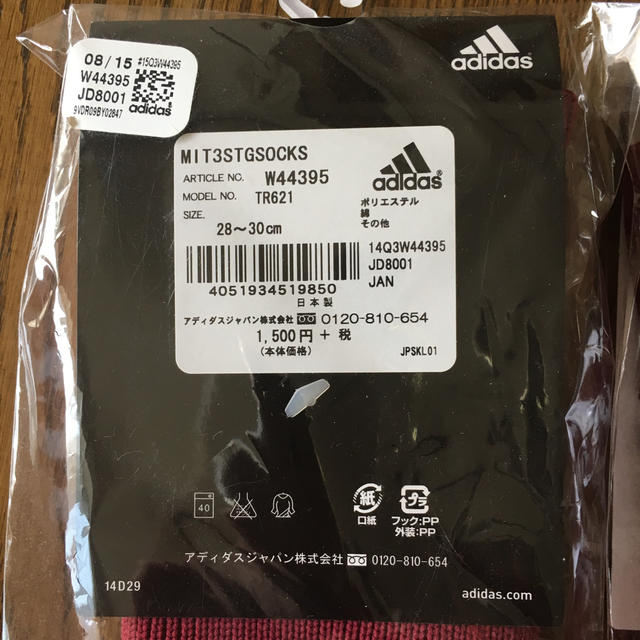 08/15
#15Q3W44395
W44395
JD8001
adidas
9VDR09BY02847
adidas
MIT3STGSOCKS
ARTICLE NO. W44395
MODEL NO. TR621
SIZE.
28～30cm
adidas
ポリエステル
綿
その他
14Q3W44395
JD8001
JAN
4051934519850
日本製
アディダスジャパン株式会社 0120-810-654
1,500円 + 税
(本体価格)
JPSKL01
40
紙
口紙
プラ
フック:PP
外装:PP
アディダスジャパン株式会社 0120-810-654
14D29
adidas.com